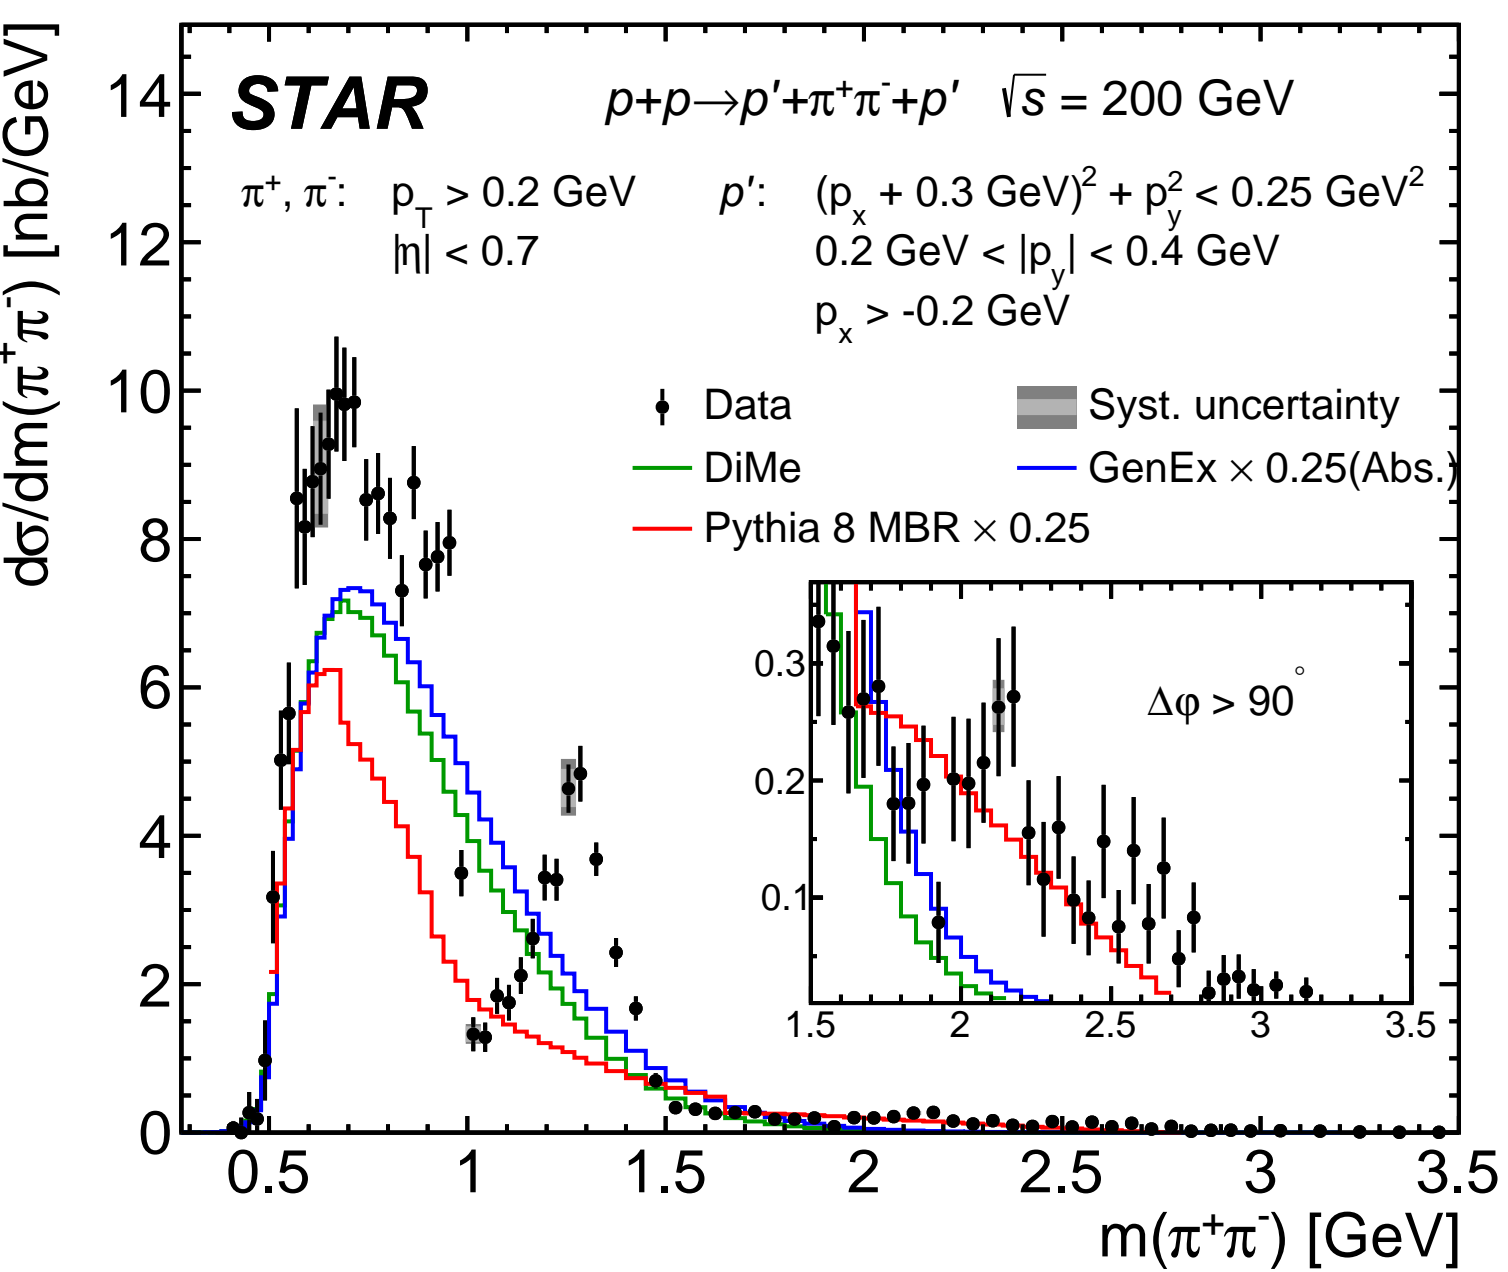 STAR p+p→p′+π⁺π⁻+p′ √s = 200 GeV
π⁺, π⁻: p_T > 0.2 GeV p′: (p_x + 0.3 GeV)² + p_y² < 0.25 GeV²
|η| < 0.7 0.2 GeV < |p_y| < 0.4 GeV
p_x > -0.2 GeV
Data Syst. uncertainty
DiMe GenEx × 0.25(Abs.)
Pythia 8 MBR × 0.25
Δφ > 90°
0.3
0.2
0.1
1.5 2 2.5 3 3.5
dσ/dm(π⁺π⁻) [nb/GeV]
14
12
10
8
6
4
2
0
0.5 1 1.5 2 2.5 3 3.5
m(π⁺π⁻) [GeV]